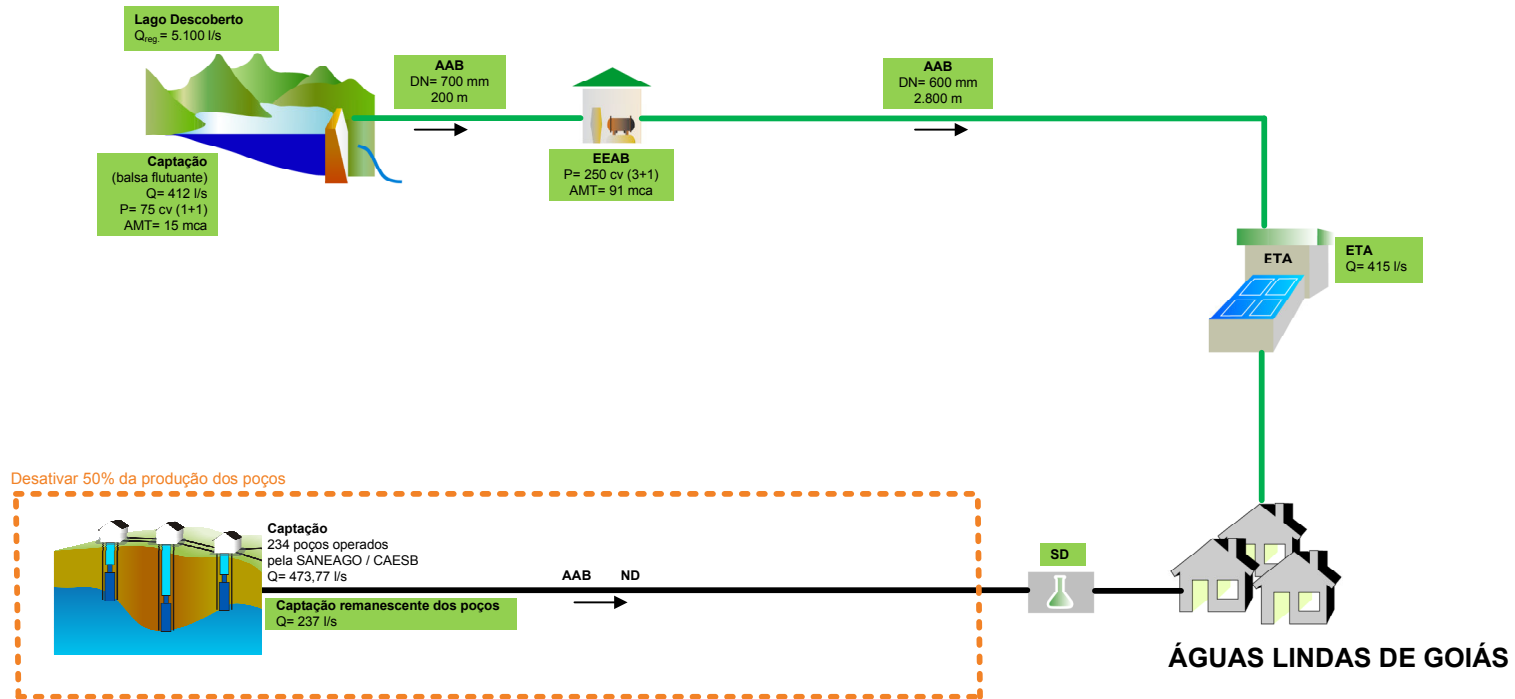 Lago Descoberto
Qreg.= 5.100 l/s
AAB
DN= 700 mm
200 m
AAB
DN= 600 mm
2.800 m
Captação
(balsa flutuante)
Q= 412 l/s
P= 75 cv (1+1)
AMT= 15 mca
EEAB
P= 250 cv (3+1)
AMT= 91 mca
ETA
ETA
Q= 415 l/s
Desativar 50% da produção dos poços
Captação
234 poços operados
pela SANEAGO / CAESB
Q= 473,77 l/s
Captação remanescente dos poços
Q= 237 l/s
AAB ND
SD
ÁGUAS LINDAS DE GOIÁS